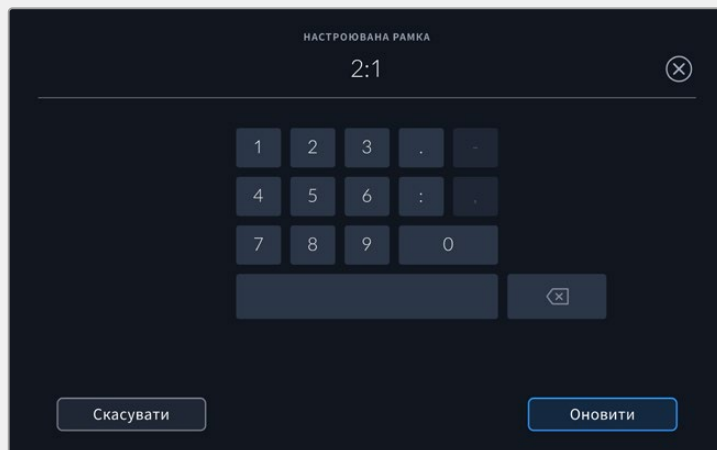 НАСТРОЮВАНА РАМКА
2:1
1 2 3 . -
4 5 6 : ,
7 8 9 0
Скасувати Оновити